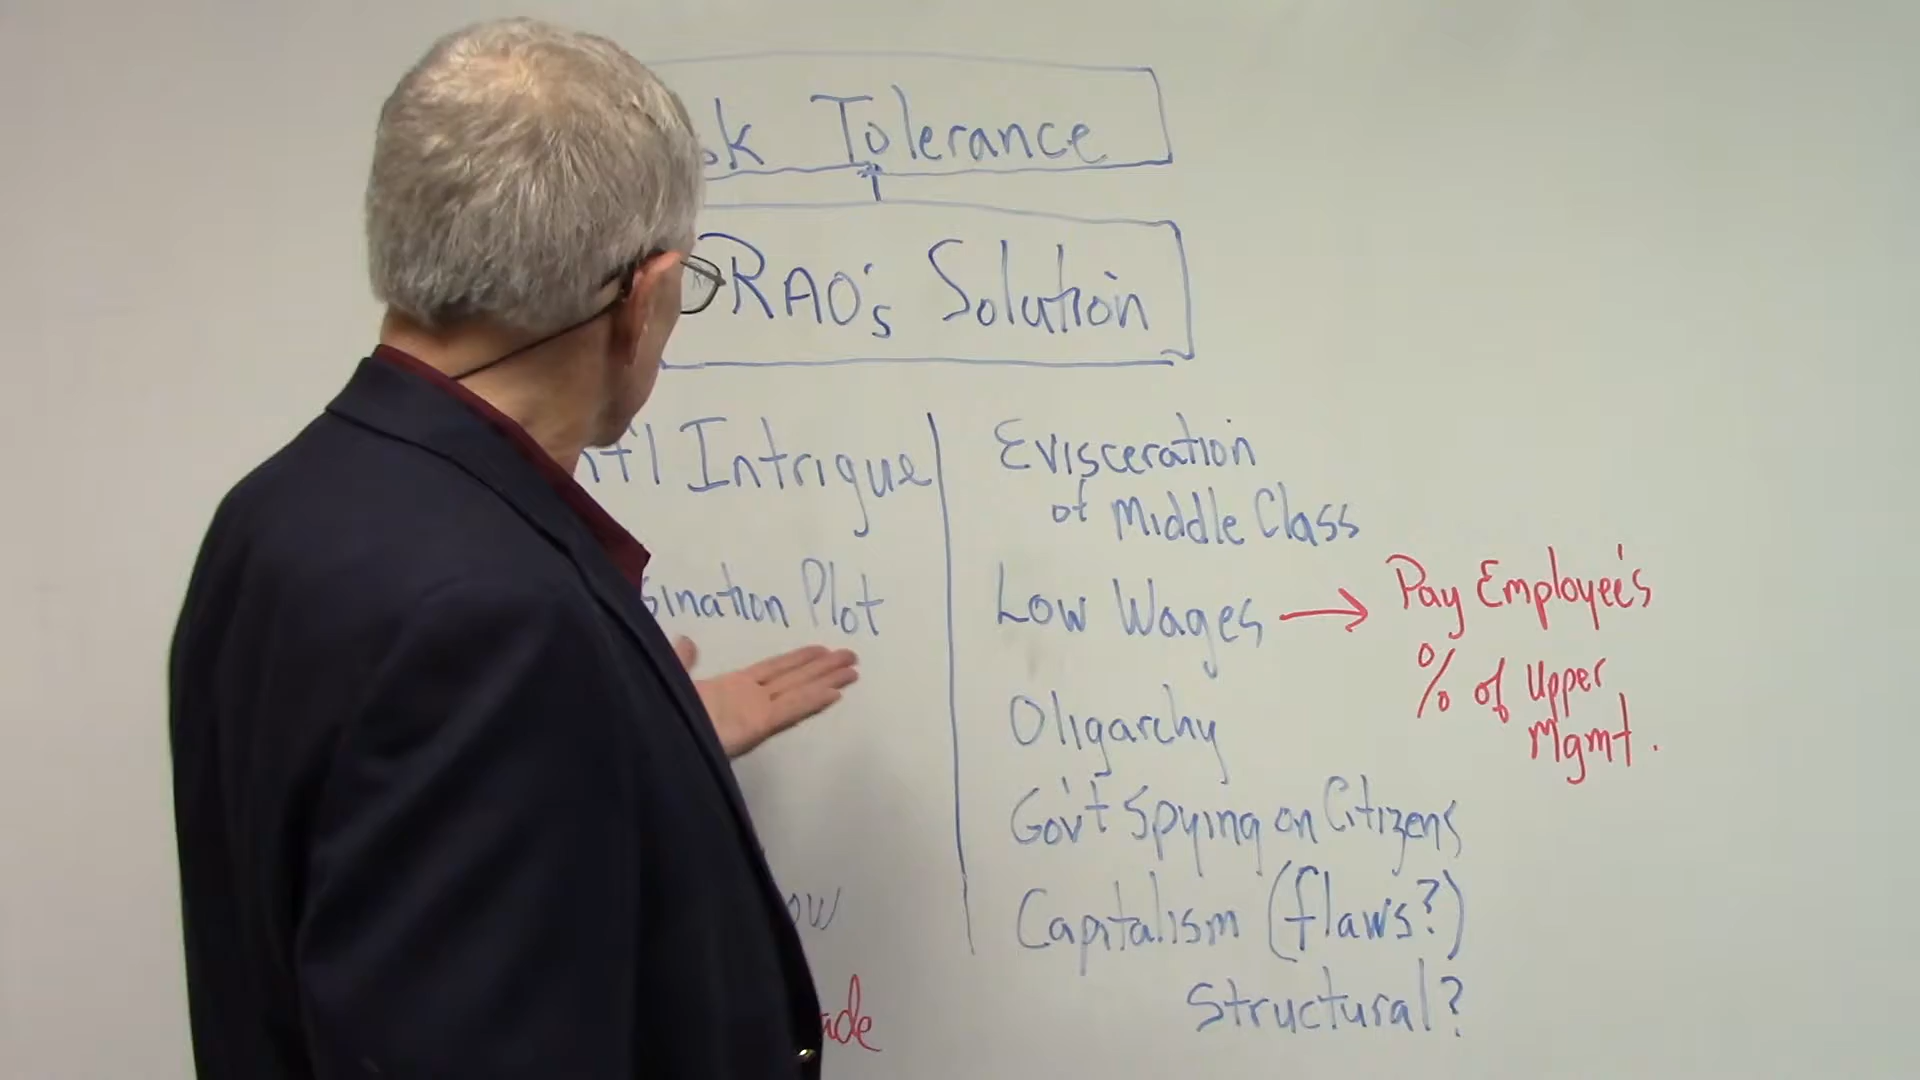 Tolerance
RAO's Solution
Intrigue
Plot
Evisceration
of Middle Class
Low Wages → Pay Employee's
% of Upper
Mgmt.
Oligarchy
Gov't Spying on Citizens
Capitalism (flaws?)
Structural?